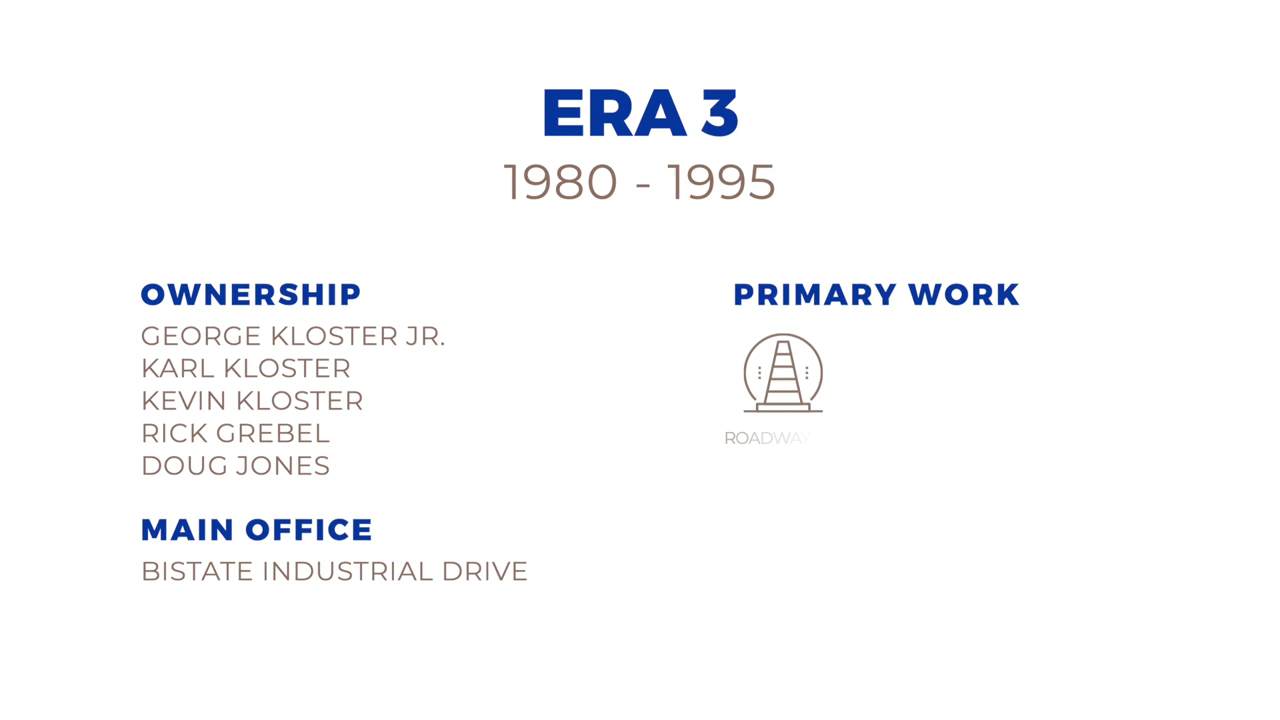 ERA 3
1980 - 1995
OWNERSHIP
GEORGE KLOSTER JR.
KARL KLOSTER
KEVIN KLOSTER
RICK GREBEL
DOUG JONES
MAIN OFFICE
BISTATE INDUSTRIAL DRIVE
PRIMARY WORK
ROADWAY